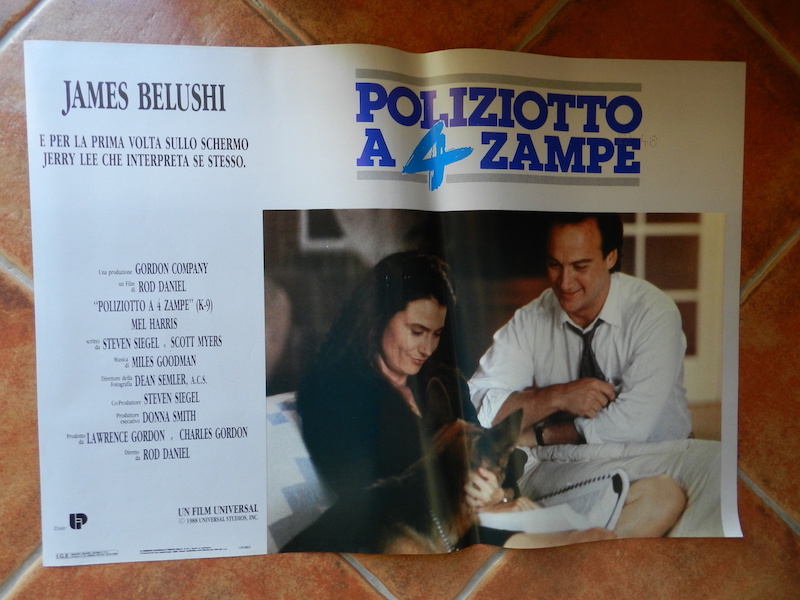 JAMES BELUSHI
E PER LA PRIMA VOLTA SULLO SCHERMO
JERRY LEE CHE INTERPRETA SE STESSO.
POLIZIOTTO
A 4 ZAMPE
Una produzione GORDON COMPANY
un Film di ROD DANIEL
"POLIZIOTTO A 4 ZAMPE" (K-9)
MEL HARRIS
scritto da STEVEN SIEGEL e SCOTT MYERS
Musica di MILES GOODMAN
Direttore della fotografia DEAN SEMLER, A.C.S.
Co-Produttore STEVEN SIEGEL
Produttore esecutivo DONNA SMITH
Prodotto da LAWRENCE GORDON e CHARLES GORDON
Diretto da ROD DANIEL
UN FILM UNIVERSAL
© 1988 UNIVERSAL STUDIOS, INC.